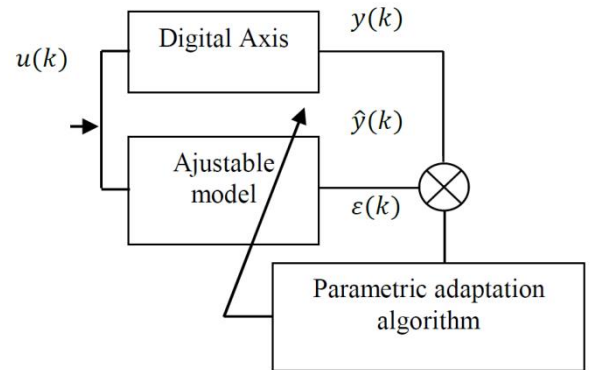 Digital Axis
y(k)
u(k)
ŷ(k)
Ajustable
model
ε(k)
Parametric adaptation
algorithm